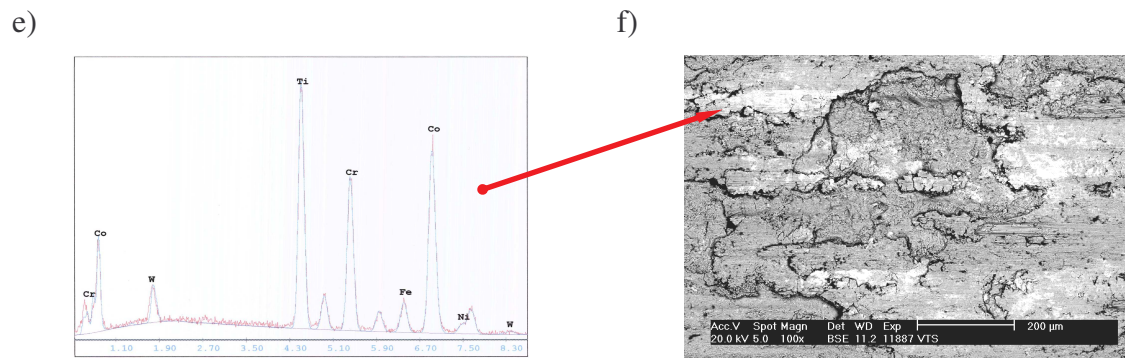 e)
f)
Ti
Co
Cr
Co
W
Cr
Fe
Ni
W
1.10 1.90 2.70 3.50 4.30 5.10 5.90 6.70 7.50 8.30
Acc.V Spot Magn Det WD Exp 200 µm
20.0 kV 5.0 100x BSE 11.2 11887 VTS